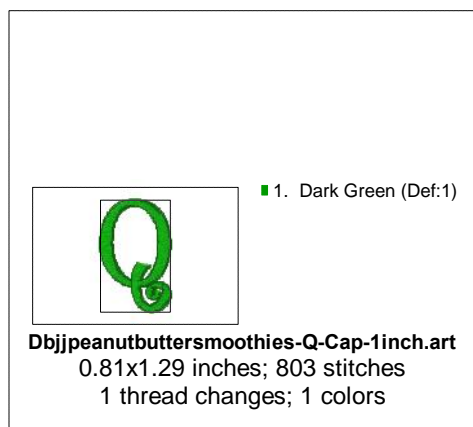 1. Dark Green (Def:1)
Q
Dbjjpeanutbuttersmoothies-Q-Cap-1inch.art
0.81x1.29 inches; 803 stitches
1 thread changes; 1 colors